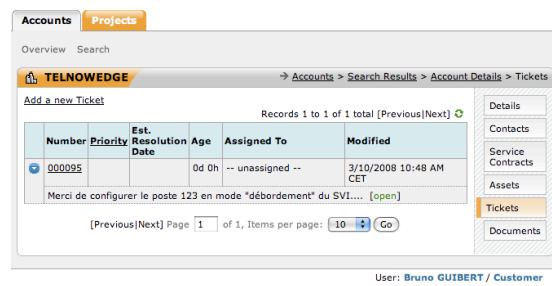 Accounts Projects
Overview Search
TELNOWEDGE → Accounts > Search Results > Account Details > Tickets
Add a new Ticket
Records 1 to 1 of 1 total [Previous|Next]
Number Priority Est. Resolution Date Age Assigned To Modified
000095 0d 0h -- unassigned -- 3/10/2008 10:48 AM CET
Merci de configurer le poste 123 en mode "débordement" du SVI.... [open]
[Previous|Next] Page 1 of 1, Items per page: 10 Go
Details
Contacts
Service
Contracts
Assets
Tickets
Documents
User: Bruno GUIBERT / Customer